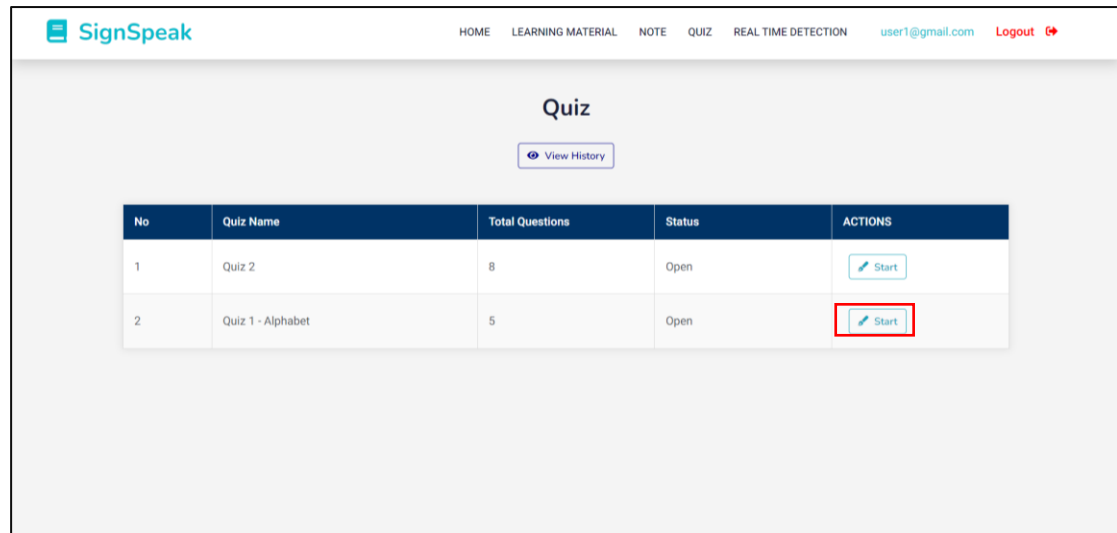 SignSpeak HOME LEARNING MATERIAL NOTE QUIZ REAL TIME DETECTION user1@gmail.com Logout
Quiz
View History
No Quiz Name Total Questions Status ACTIONS
1 Quiz 2 8 Open Start
2 Quiz 1 - Alphabet 5 Open Start